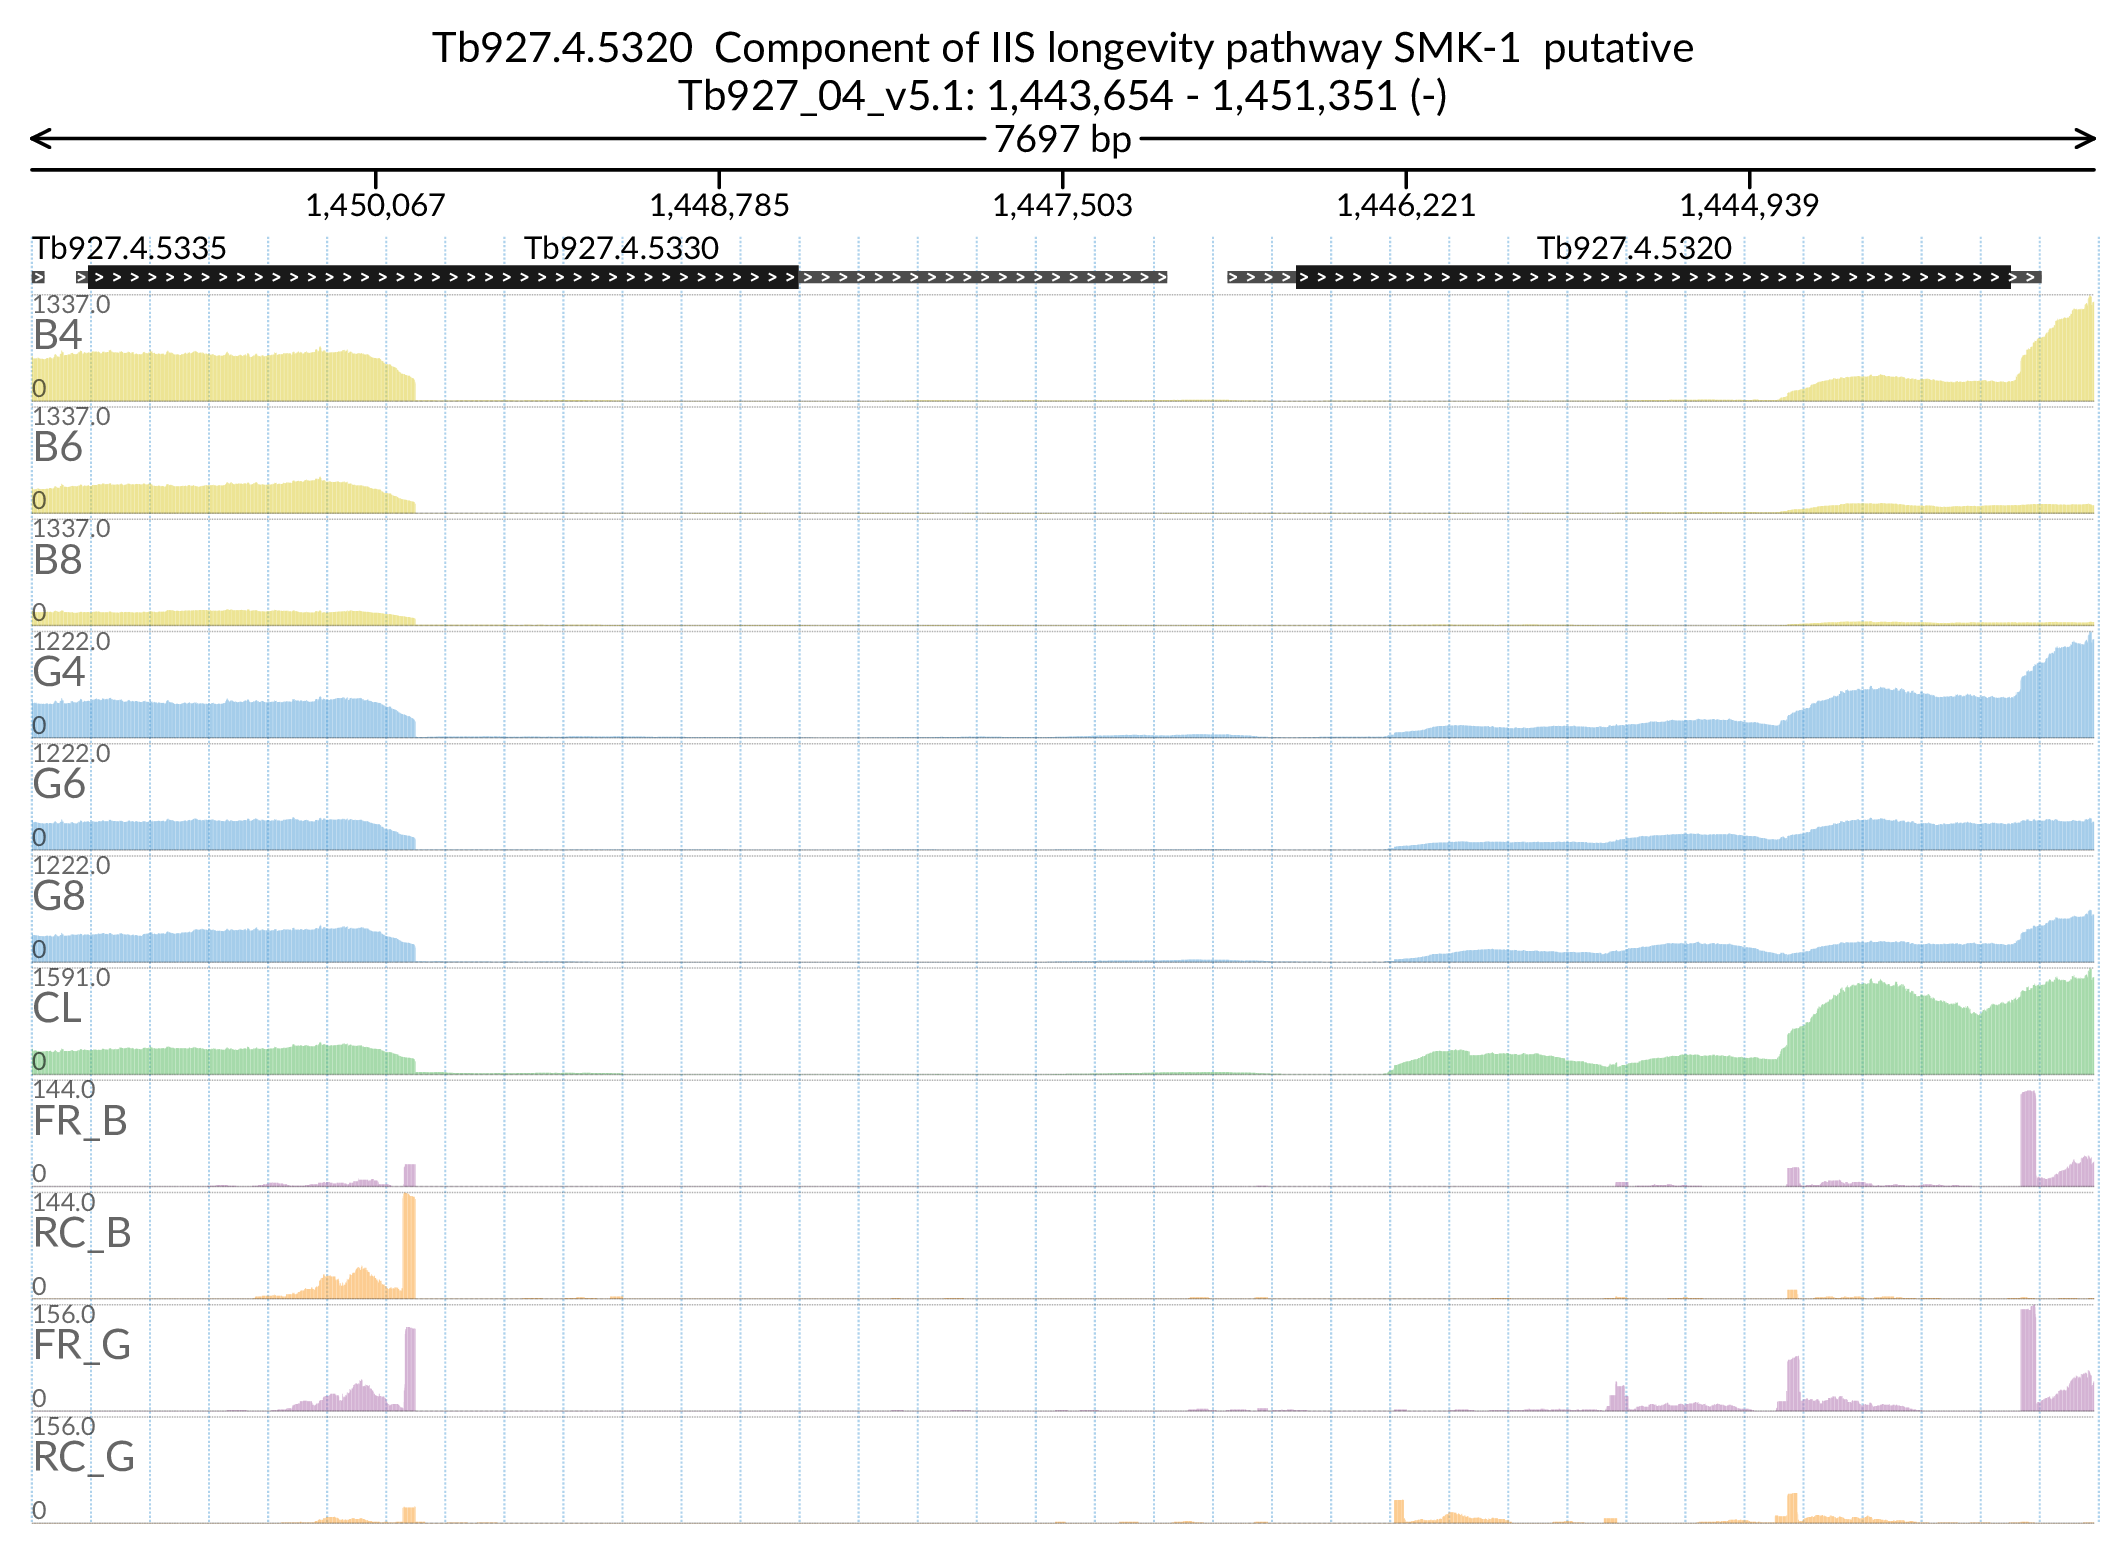 Tb927.4.5320  Component of IIS longevity pathway SMK-1  putative
Tb927_04_v5.1: 1,443,654 - 1,451,351 (-)
7697 bp
1,450,067 1,448,785 1,447,503 1,446,221 1,444,939
Tb927.4.5335 Tb927.4.5330 Tb927.4.5320
1337.0
B4
0
1337.0
B6
0
1337.0
B8
0
1222.0
G4
0
1222.0
G6
0
1222.0
G8
0
1591.0
CL
0
144.0
FR_B
0
144.0
RC_B
0
156.0
FR_G
0
156.0
RC_G
0